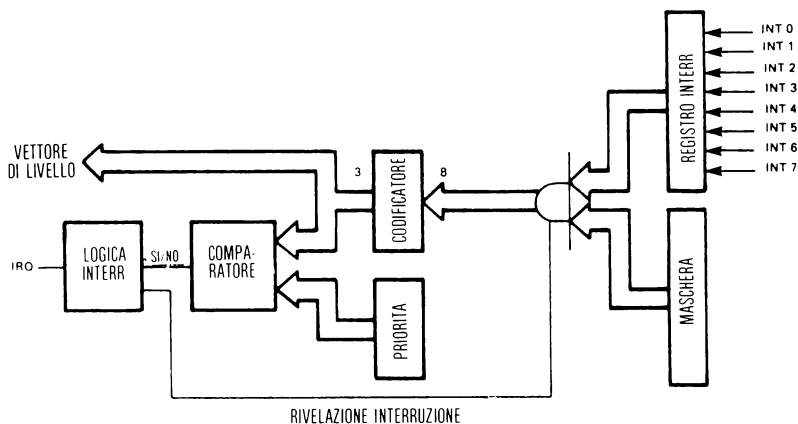 INT 0
INT 1
INT 2
INT 3
INT 4
INT 5
INT 6
INT 7
REGISTRO INTERR
VETTORE
DI LIVELLO
3
CODIFICATORE
8
IRQ
LOGICA
INTERR
SI/NO
COMPA-
RATORE
PRIORITA
MASCHERA
RIVELAZIONE INTERRUZIONE